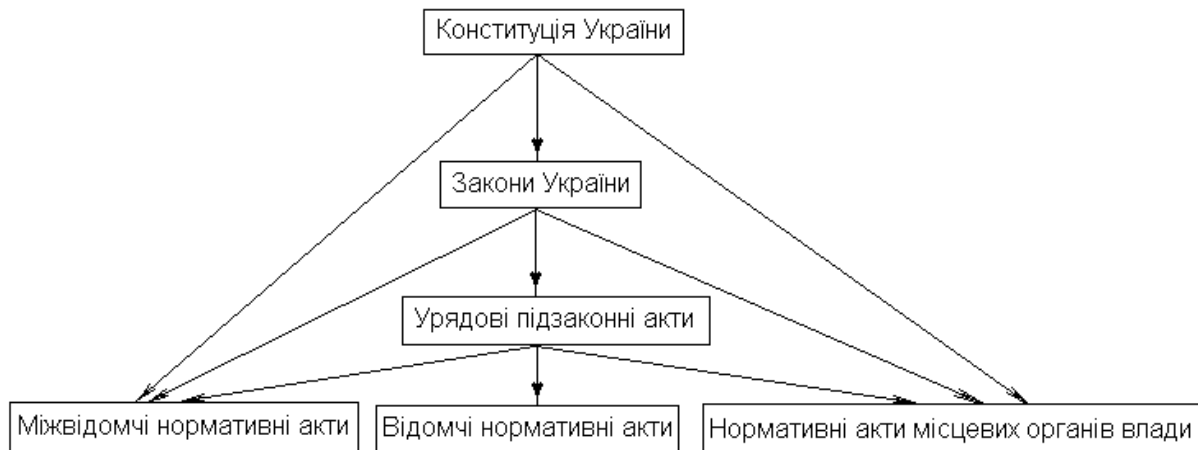 Конституція України
Закони України
Урядові підзаконні акти
Міжвідомчі нормативні акти
Відомчі нормативні акти
Нормативні акти місцевих органів влади